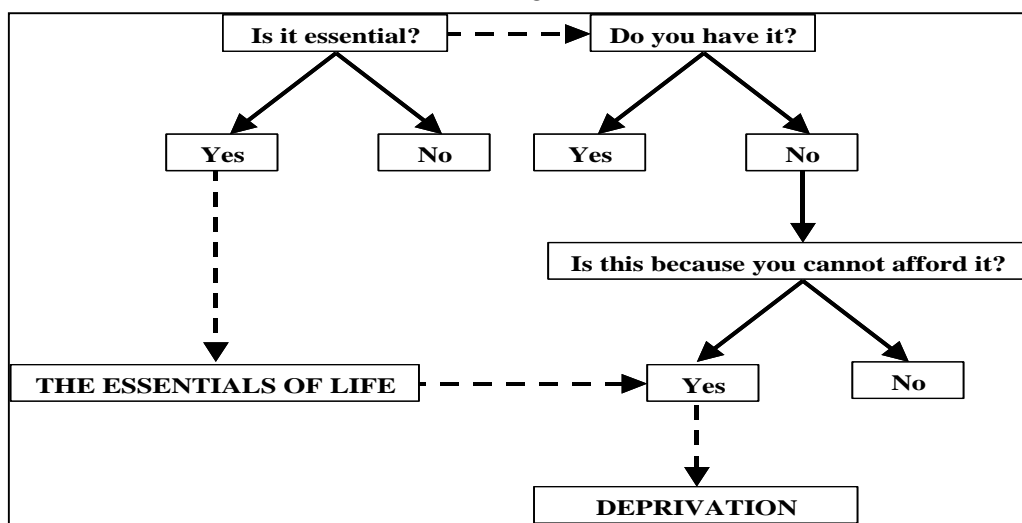 Is it essential? Do you have it?
Yes No Yes No
Is this because you cannot afford it?
THE ESSENTIALS OF LIFE Yes No
DEPRIVATION